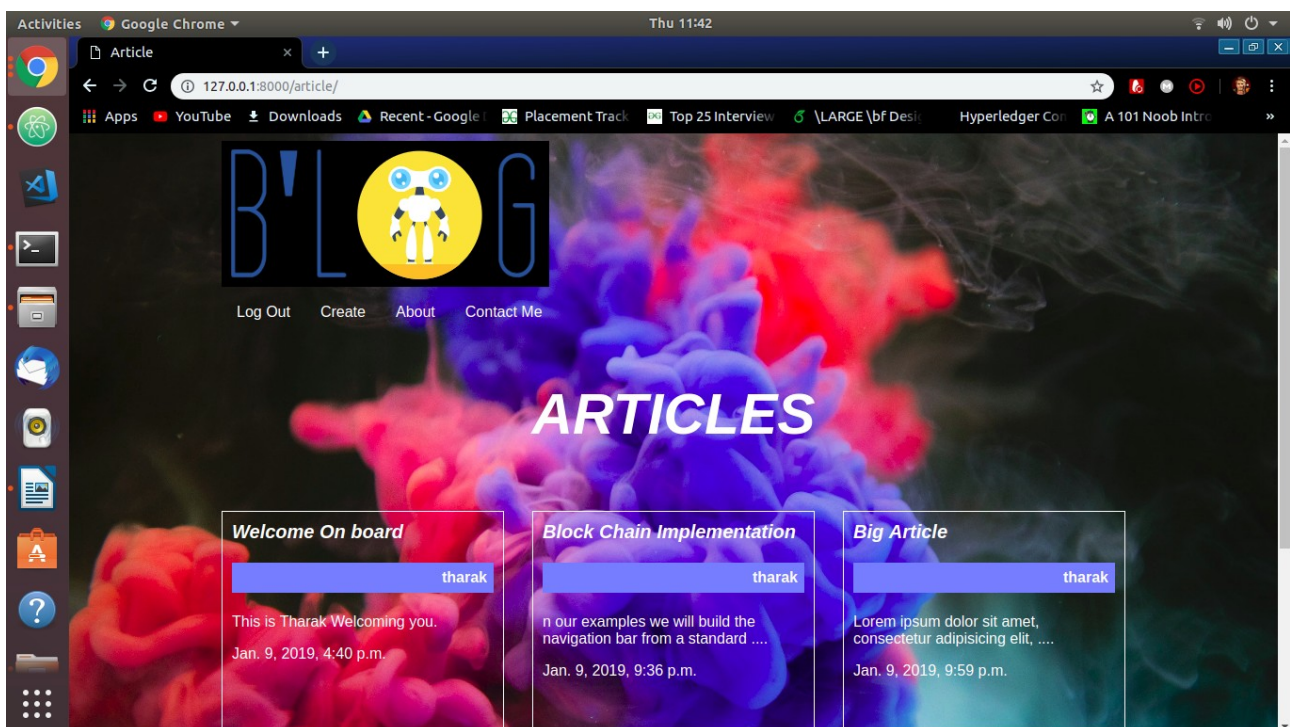 Activities Google Chrome Thu 11:42
Article
127.0.0.1:8000/article/
Apps YouTube Downloads Recent - Google Placement Track Top 25 Interview \LARGE \bf Desig Hyperledger Con A 101 Noob Intro »
B'LOG
Log Out Create About Contact Me
ARTICLES
Welcome On board
tharak
This is Tharak Welcoming you.
Jan. 9, 2019, 4:40 p.m.
Block Chain Implementation
tharak
n our examples we will build the
navigation bar from a standard ....
Jan. 9, 2019, 9:36 p.m.
Big Article
tharak
Lorem ipsum dolor sit amet,
consectetur adipisicing elit, ....
Jan. 9, 2019, 9:59 p.m.